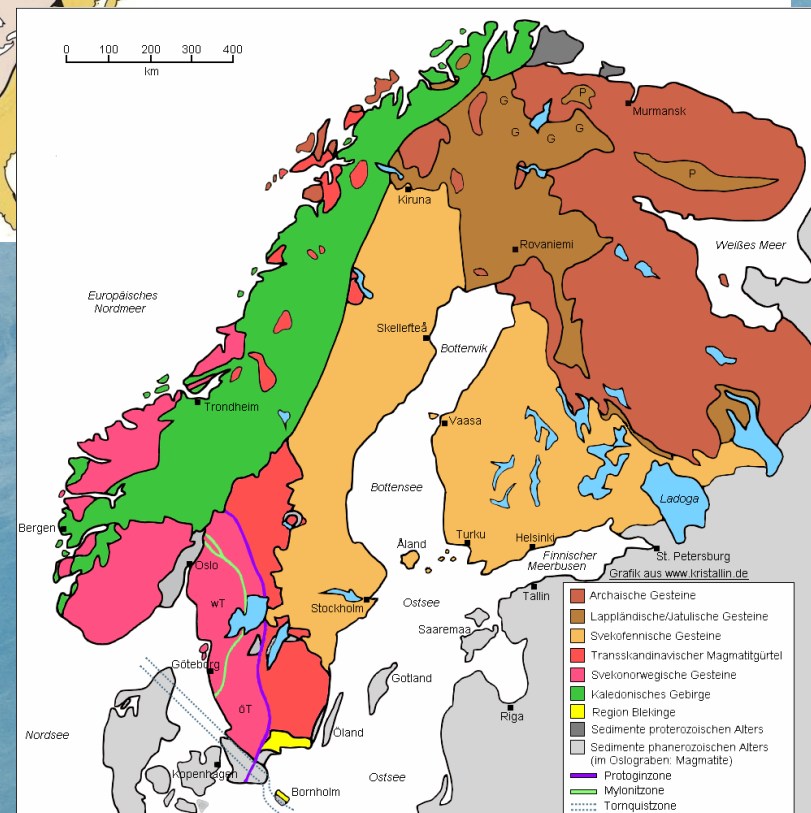 0 100 200 300 400
km
Murmansk
P
G
G
G
G
P
Kiruna
Rovaniemi
Weißes Meer
Europäisches
Nordmeer
Skellefteå
Bottenvik
Trondheim
Vaasa
Bottensee
Ladoga
Bergen
Åland
Turku
Helsinki
Finnischer
Meerbusen
St. Petersburg
Oslo
Grafik aus www.kristallin.de
Tallin
wT
Stockholm
Ostsee
Saaremaa
Göteborg
Gotland
öT
Riga
Nordsee
Öland
Kopenhagen
Ostsee
Bornholm
Archaische Gesteine
Lappländische/Jatulische Gesteine
Svekofennische Gesteine
Transskandinavischer Magmatitgürtel
Svekonorwegische Gesteine
Kaledonisches Gebirge
Region Blekinge
Sedimente proterozoischen Alters
Sedimente phanerozoischen Alters
(im Oslograben: Magmatite)
Protoginzone
Mylonitzone
Tornquistzone